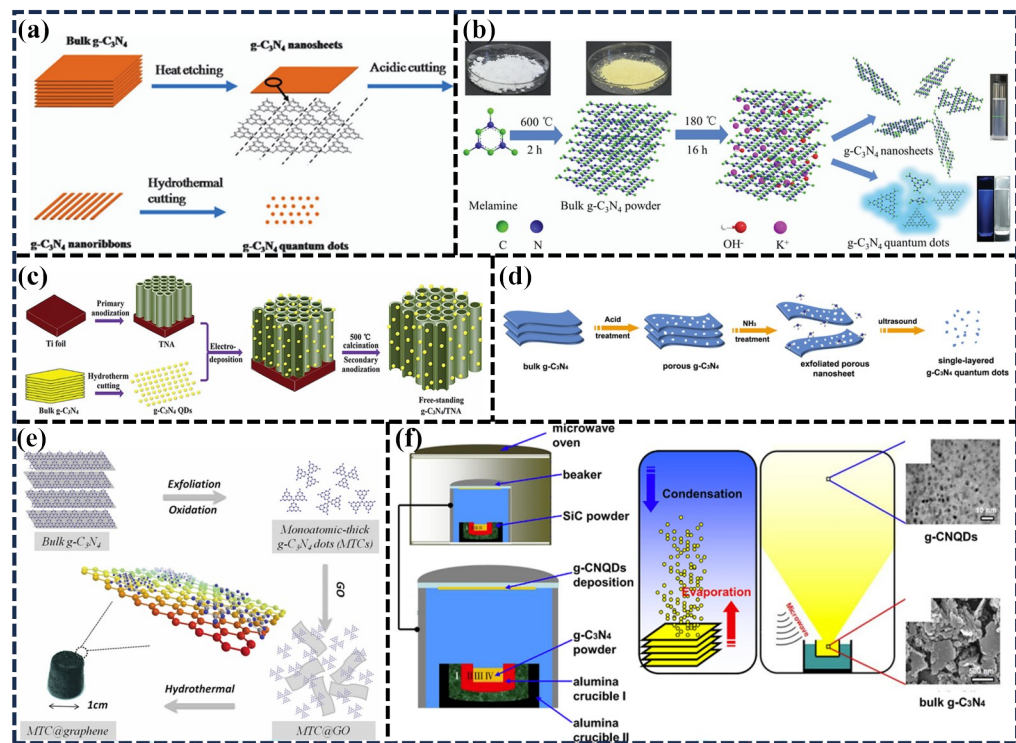 (a)
Bulk g-C3N4
Heat etching
g-C3N4 nanosheets
Acidic cutting
g-C3N4 nanoribbons
Hydrothermal
cutting
g-C3N4 quantum dots
(b)
600 ℃
2 h
180 ℃
16 h
Melamine
Bulk g-C3N4 powder
g-C3N4 nanosheets
g-C3N4 quantum dots
C
N
OH-
K+
(c)
Ti foil
Primary
anodization
TNA
Bulk g-C3N4
Hydrotherm
cutting
g-C3N4 QDs
Electro-
deposition
500 ℃
calcination
Secondary
anodization
Free-standing
g-C3N4/TNA
(d)
bulk g-C3N4
Acid
treatment
porous g-C3N4
NH3
treatment
exfoliated porous
nanosheet
ultrasound
single-layered
g-C3N4 quantum dots
(e)
Bulk g-C3N4
Exfoliation
Oxidation
Monoatomic-thick
g-C3N4 dots (MTCs)
GO
MTC@GO
Hydrothermal
1cm
MTC@graphene
(f)
microwave
oven
beaker
SiC powder
g-CNQDs
deposition
g-C3N4
powder
alumina
crucible I
alumina
crucible II
I II III IV
Condensation
Evaporation
Microwave
10 nm
g-CNQDs
500 nm
bulk g-C3N4